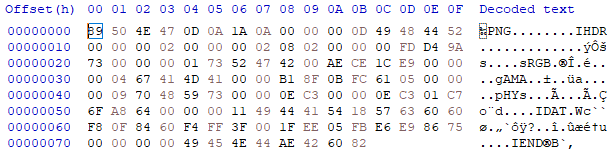 Offset(h) 00 01 02 03 04 05 06 07 08 09 0A 0B 0C 0D 0E 0F Decoded text
00000000 89 50 4E 47 0D 0A 1A 0A 00 00 00 0D 49 48 44 52 ‰PNG........IHDR
00000010 00 00 00 02 00 00 00 02 08 02 00 00 00 FD D4 9A .............ýÔš
00000020 73 00 00 00 01 73 52 47 42 00 AE CE 1C E9 00 00 s....sRGB.®Î.é..
00000030 00 04 67 41 4D 41 00 00 B1 8F 0B FC 61 05 00 00 ..gAMA..±..üa...
00000040 00 09 70 48 59 73 00 00 0E C3 00 00 0E C3 01 C7 ..pHYs...Ã...Ã.Ç
00000050 6F A8 64 00 00 00 11 49 44 41 54 18 57 63 60 60 o¨d....IDAT.Wc``
00000060 F8 0F 84 60 F4 FF 3F 00 1F EE 05 FB E6 E9 86 75 ø.„`ôÿ?..î.ûæé†u
00000070 00 00 00 00 49 45 4E 44 AE 42 60 82 ....IEND®B`‚